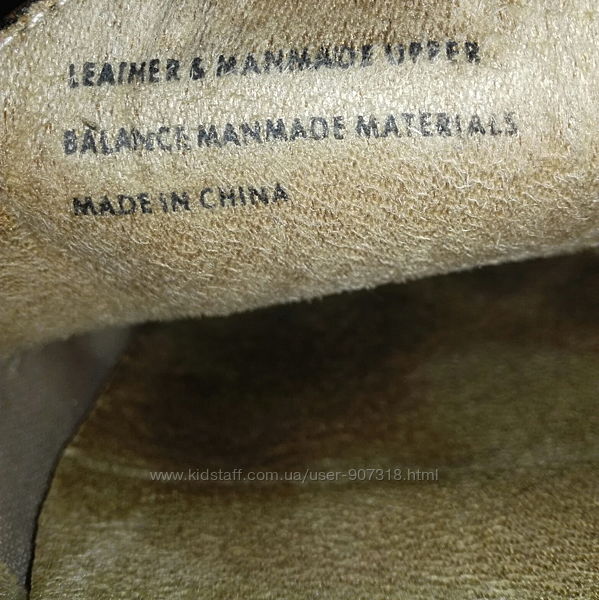 LEATHER & MANMADE UPPER
BALANCE MANMADE MATERIALS
MADE IN CHINA
www.kidstaff.com.ua/user-907318.html